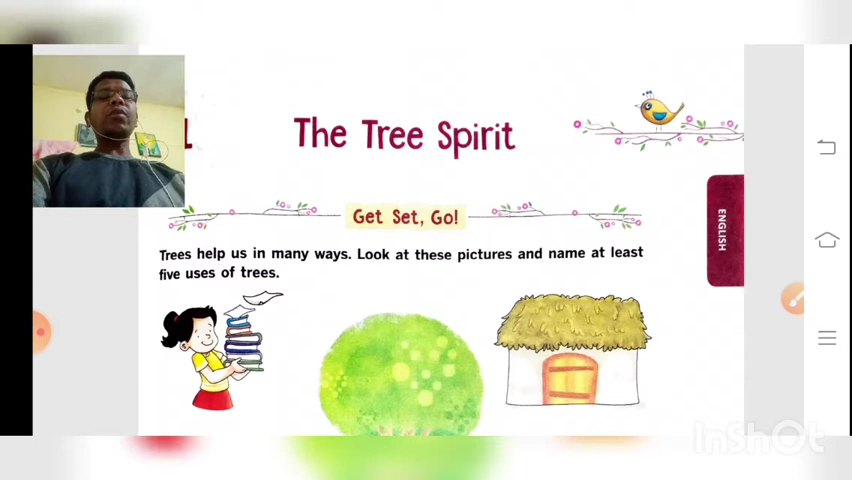 1
The Tree Spirit
Get Set, Go!
ENGLISH
Trees help us in many ways. Look at these pictures and name at least
five uses of trees.
InShOt